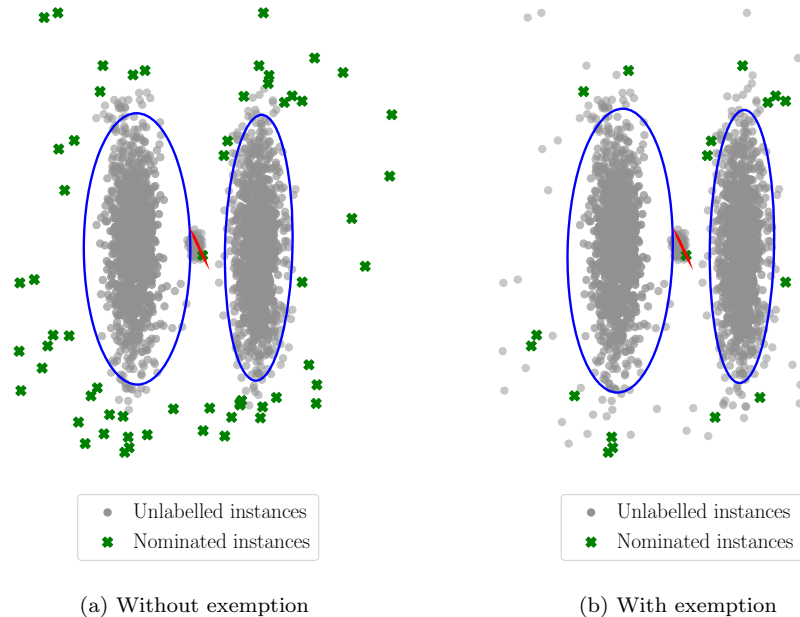 Unlabelled instances
Nominated instances
Unlabelled instances
Nominated instances
(a) Without exemption
(b) With exemption